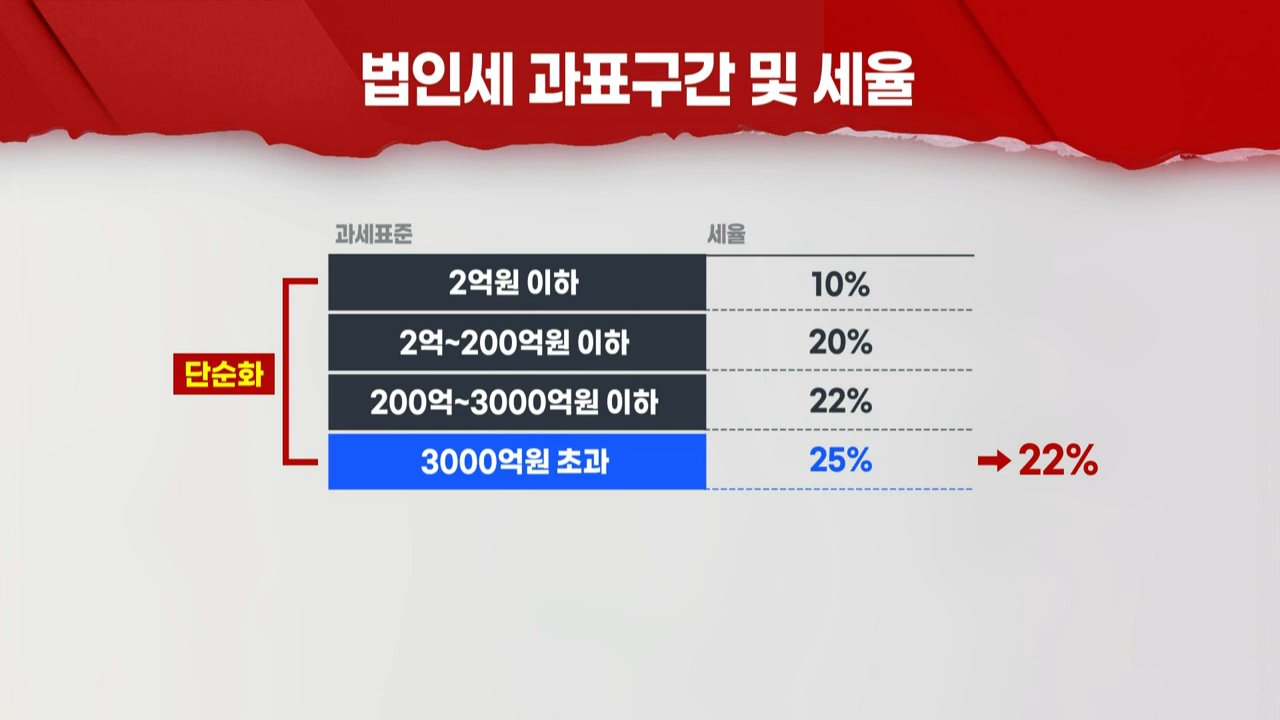 법인세 과표구간 및 세율
과세표준 세율
2억원 이하 10%
2억~200억원 이하 20%
단순화
200억~3000억원 이하 22%
3000억원 초과 25% → 22%